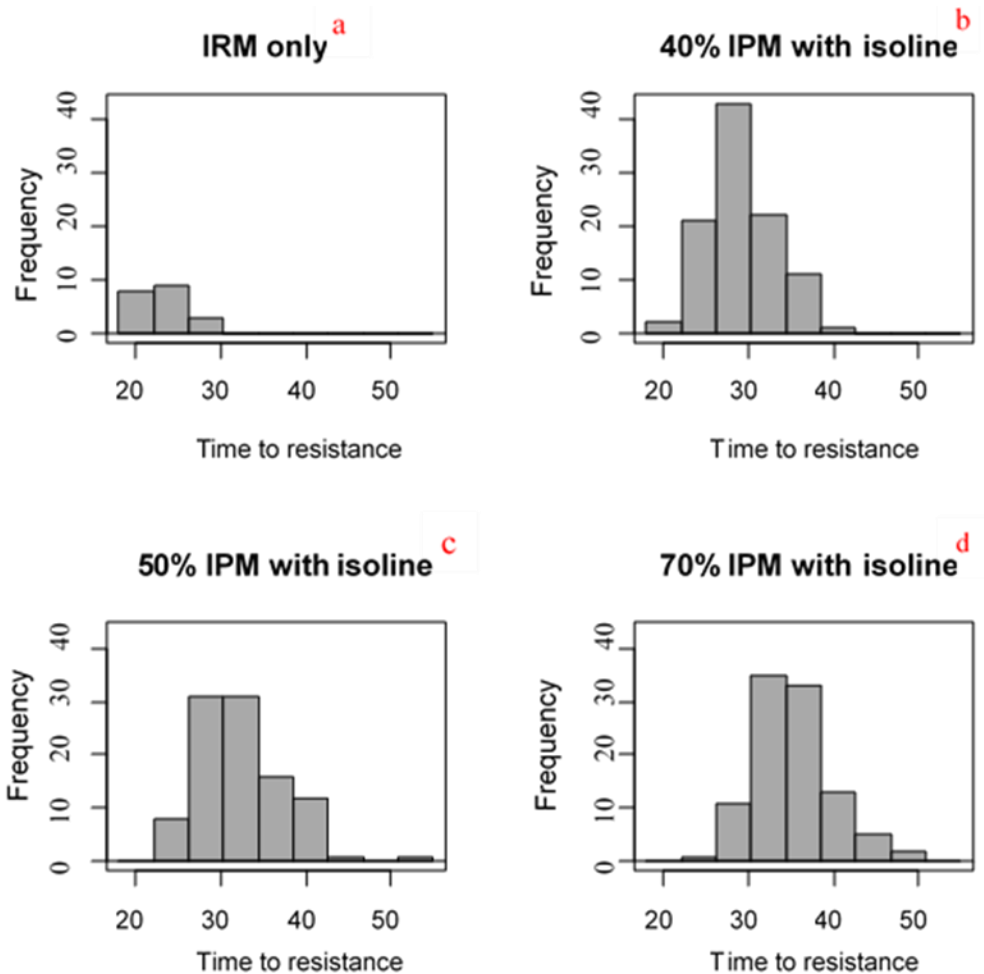 IRM only a
Frequency
0 10 20 30 40
20 30 40 50
Time to resistance
40% IPM with isoline b
Frequency
0 10 20 30 40
20 30 40 50
Time to resistance
50% IPM with isoline c
Frequency
0 10 20 30 40
20 30 40 50
Time to resistance
70% IPM with isoline d
Frequency
0 10 20 30 40
20 30 40 50
Time to resistance